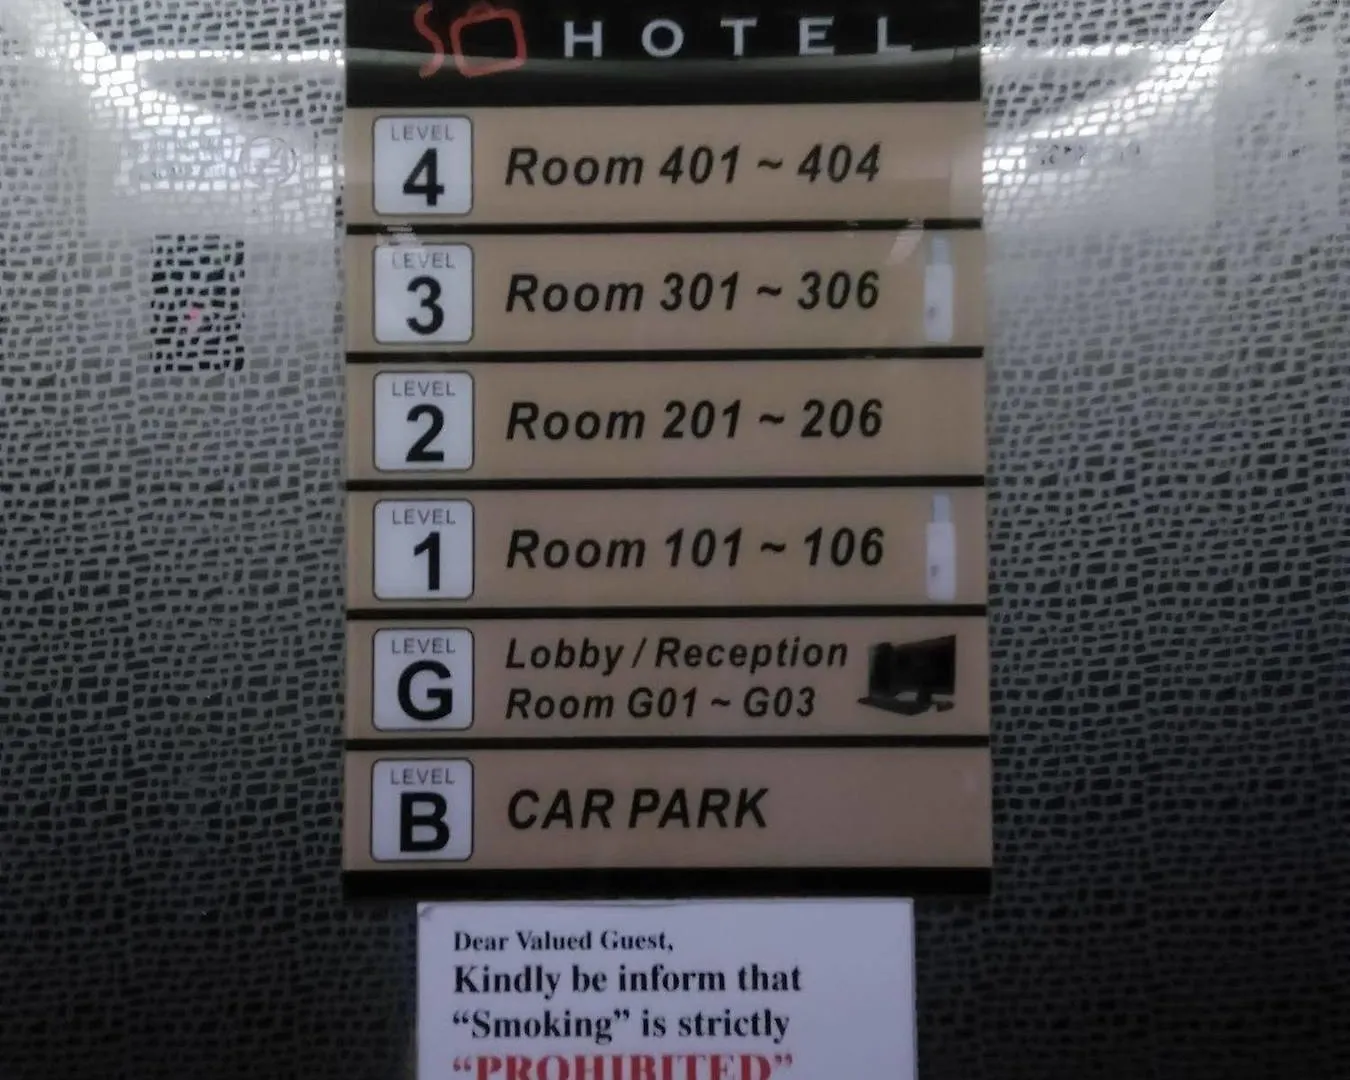 SO HOTEL
LEVEL
4
Room 401 ~ 404
LEVEL
3
Room 301 ~ 306
LEVEL
2
Room 201 ~ 206
LEVEL
1
Room 101 ~ 106
LEVEL
G
Lobby / Reception
Room G01 ~ G03
LEVEL
B
CAR PARK
Dear Valued Guest,
Kindly be inform that
“Smoking” is strictly
“PROHIBITED”